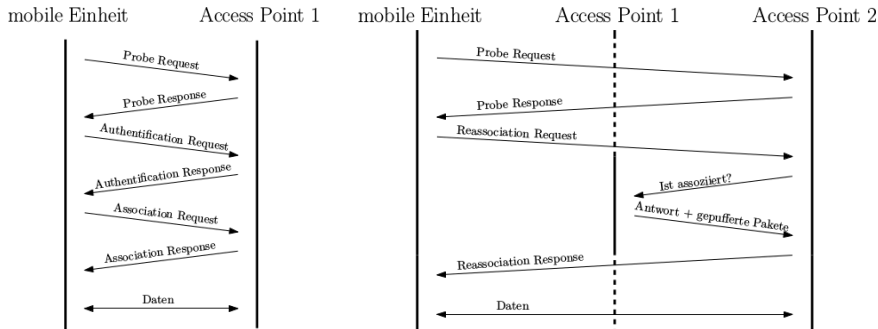 mobile Einheit
Access Point 1
Probe Request
Probe Response
Authentification Request
Authentification Response
Association Request
Association Response
Daten
mobile Einheit
Access Point 1
Access Point 2
Probe Request
Probe Response
Reassociation Request
Ist assoziiert?
Antwort + gepufferte Pakete
Reassociation Response
Daten